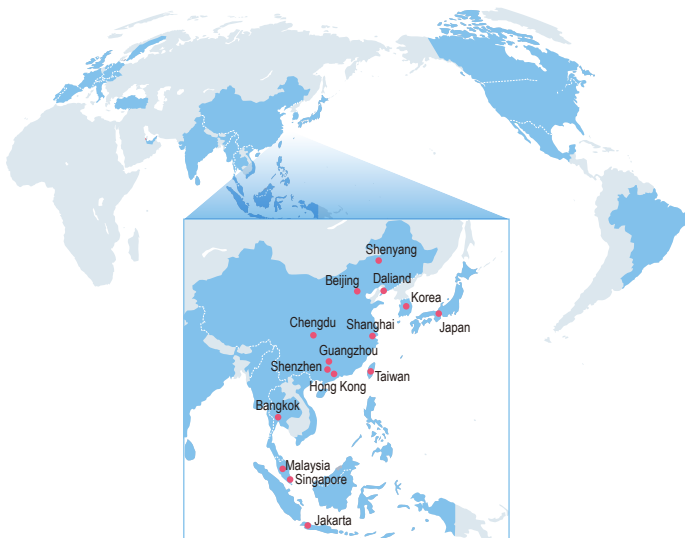 Shenyang
Beijing
Daliand
Korea
Chengdu
Shanghai
Japan
Guangzhou
Shenzhen
Taiwan
Hong Kong
Bangkok
Malaysia
Singapore
Jakarta